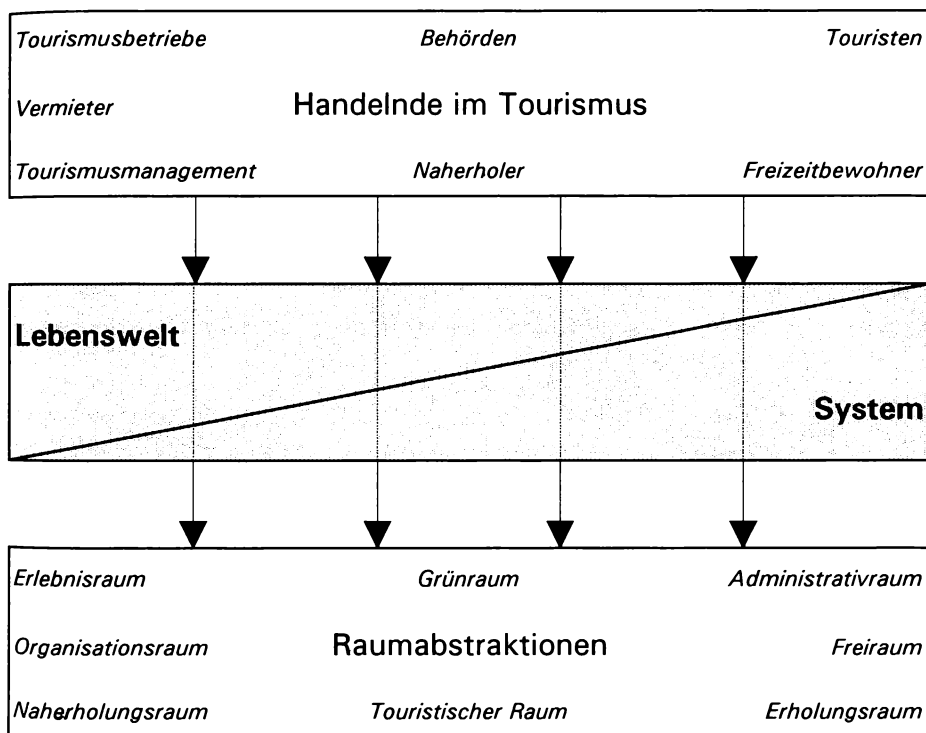 Tourismusbetriebe Behörden Touristen
Vermieter Handelnde im Tourismus
Tourismusmanagement Naherholer Freizeitbewohner
Lebenswelt
System
Erlebnisraum Grünraum Administrativraum
Organisationsraum Raumabstraktionen Freiraum
Naherholungsraum Touristischer Raum Erholungsraum